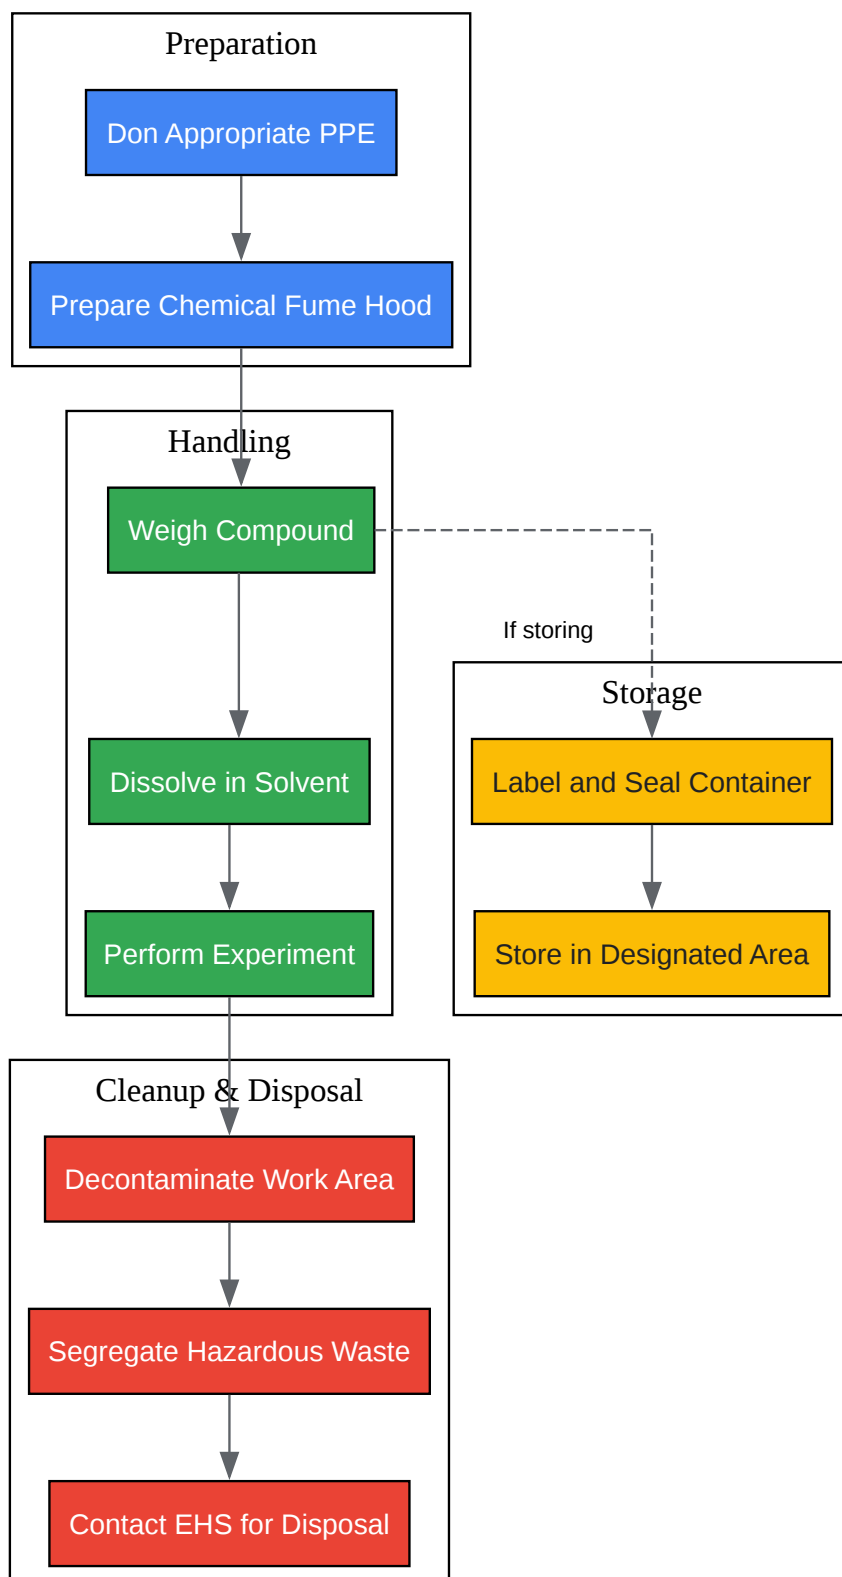 Preparation
Don Appropriate PPE
Prepare Chemical Fume Hood
Handling
Weigh Compound
If storing
Storage
Dissolve in Solvent
Label and Seal Container
Perform Experiment
Store in Designated Area
Cleanup & Disposal
Decontaminate Work Area
Segregate Hazardous Waste
Contact EHS for Disposal